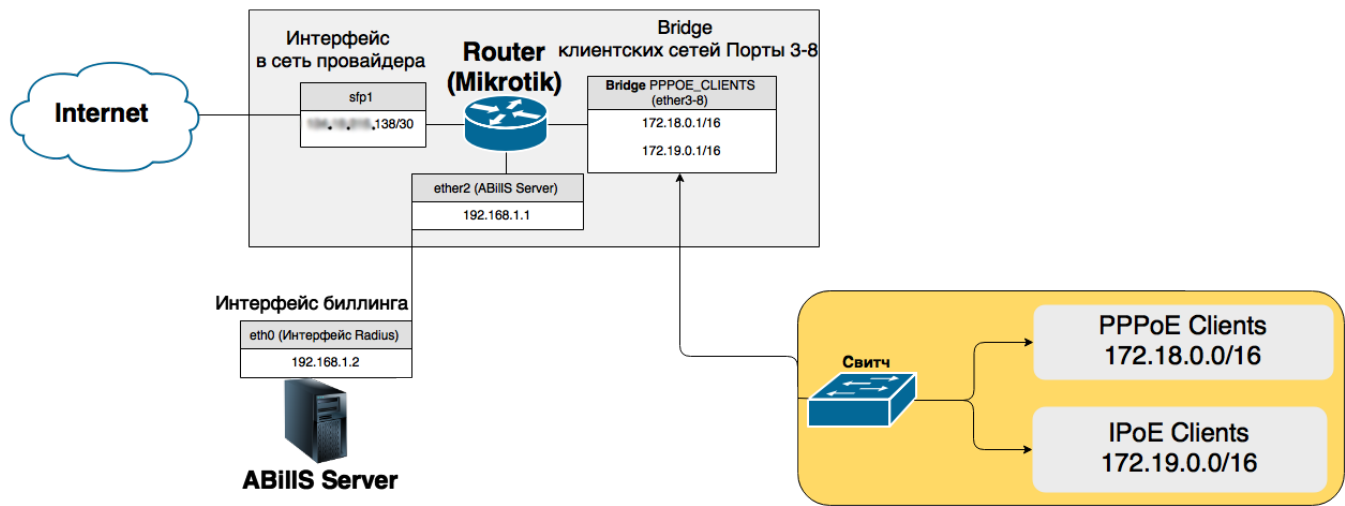 Интерфейс
в сеть провайдера
Router
(Mikrotik)
Bridge
клиентских сетей Порты 3-8
Internet
sfp1
.138/30
Bridge PPPOE_CLIENTS
(ether3-8)
172.18.0.1/16
172.19.0.1/16
ether2 (ABillS Server)
192.168.1.1
Интерфейс биллинга
eth0 (Интерфейс Radius)
192.168.1.2
ABillS Server
Свитч
PPPoE Clients
172.18.0.0/16
IPoE Clients
172.19.0.0/16